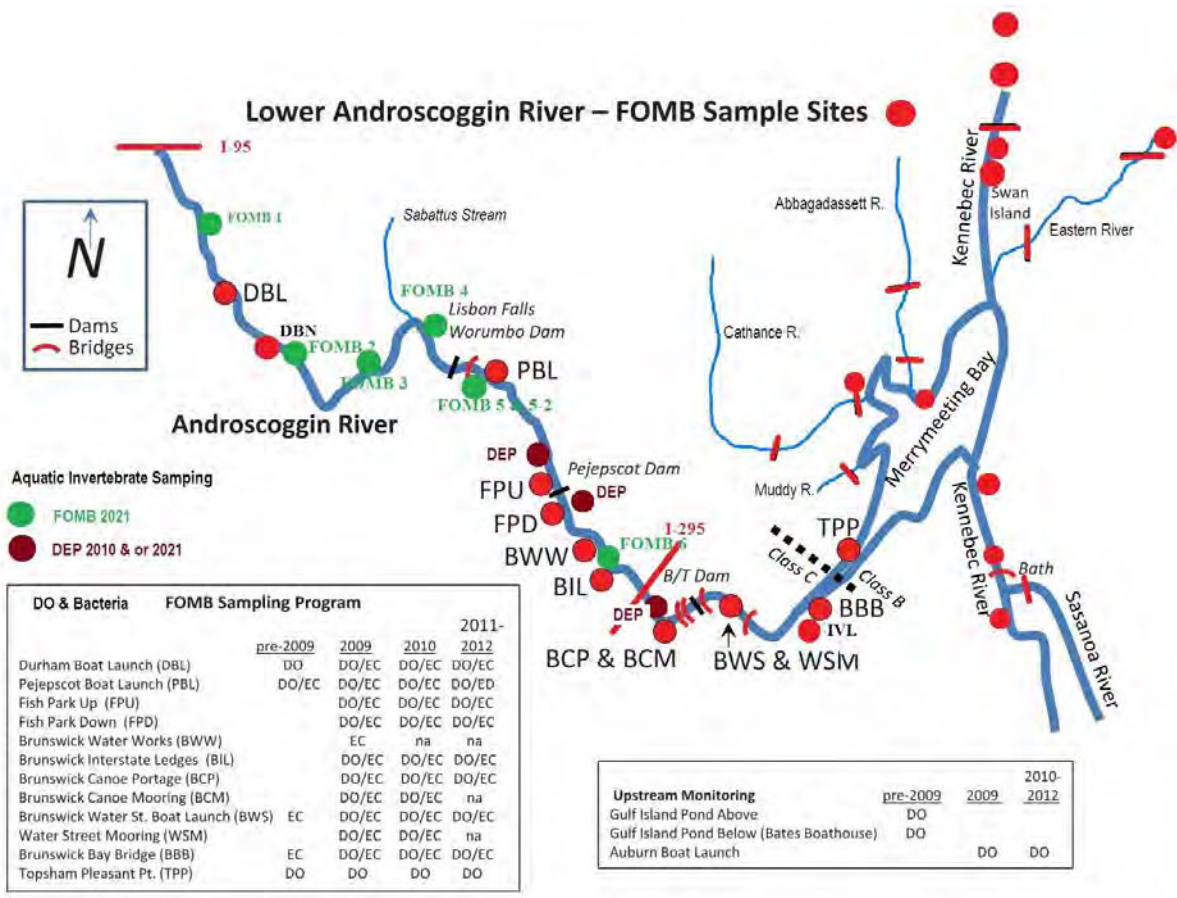 Lower Androscoggin River – FOMB Sample Sites
I-95
N
Dams
Bridges
FOMB 1
DBL
DBN
FOMB 2
FOMB 3
Androscoggin River
Sabattus Stream
FOMB 4
Lisbon Falls
Worumbo Dam
PBL
FOMB 5 & 5-2
DEP
FPU
Pejepscot Dam
DEP
FPD
BWW
FOMB 6
BIL
I-295
DEP
BCP & BCM
B/T Dam
BWS & WSM
Class C
Class B
TPP
BBB
IVL
Muddy R.
Cathance R.
Abbagadassett R.
Merrymeeting Bay
Kennebec River
Swan
Island
Eastern River
Kennebec River
Bath
Sasanoa River
Aquatic Invertebrate Samping
FOMB 2021
DEP 2010 & or 2021
DO & Bacteria FOMB Sampling Program
2011-
pre-2009 2009 2010 2012
Durham Boat Launch (DBL) DO DO/EC DO/EC DO/EC
Pejepscot Boat Launch (PBL) DO/EC DO/EC DO/EC DO/ED
Fish Park Up (FPU) DO/EC DO/EC DO/EC
Fish Park Down (FPD) DO/EC DO/EC DO/EC
Brunswick Water Works (BWW) EC na na
Brunswick Interstate Ledges (BIL) DO/EC DO/EC DO/EC
Brunswick Canoe Portage (BCP) DO/EC DO/EC DO/EC
Brunswick Canoe Mooring (BCM) DO/EC DO/EC na
Brunswick Water St. Boat Launch (BWS) EC DO/EC DO/EC DO/EC
Water Street Mooring (WSM) DO/EC DO/EC na
Brunswick Bay Bridge (BBB) EC DO/EC DO/EC DO/EC
Topsham Pleasant Pt. (TPP) DO DO DO DO
2010-
Upstream Monitoring pre-2009 2009 2012
Gulf Island Pond Above DO
Gulf Island Pond Below (Bates Boathouse) DO
Auburn Boat Launch DO DO